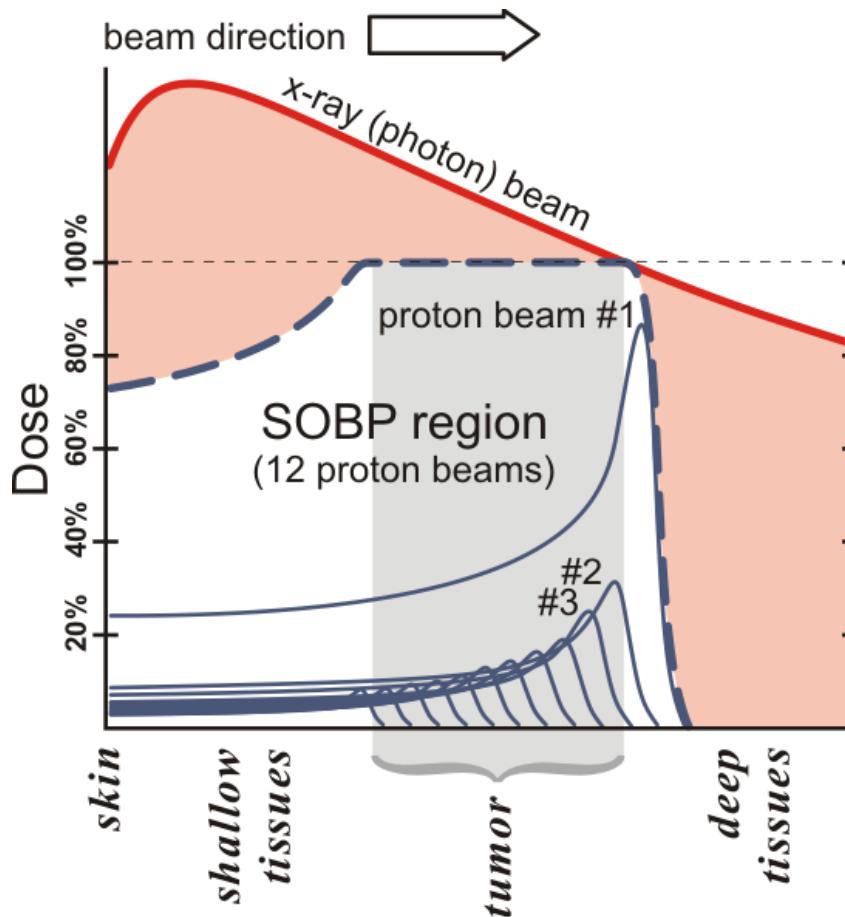 beam direction
x-ray (photon) beam
100%
80%
60%
40%
20%
Dose
proton beam #1
SOBP region
(12 proton beams)
#2
#3
skin
shallow
tissues
tumor
deep
tissues